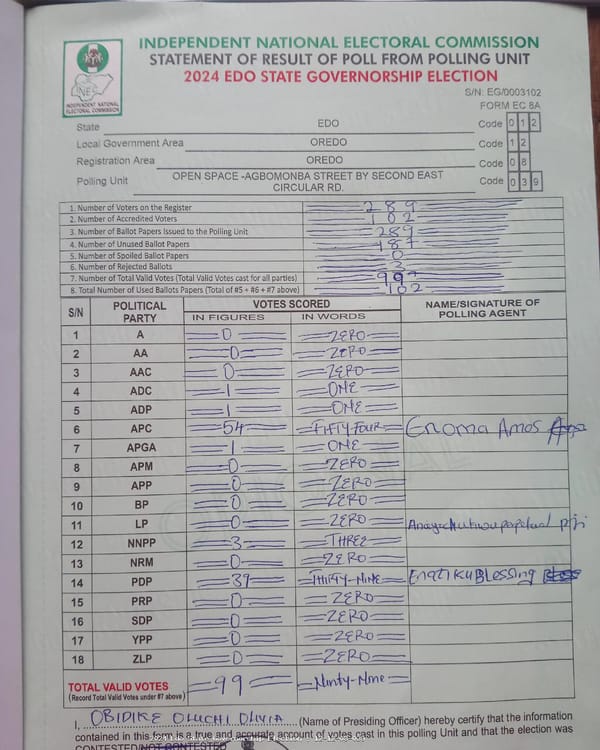 INDEPENDENT NATIONAL ELECTORAL COMMISSION
STATEMENT OF RESULT OF POLL FROM POLLING UNIT
2024 EDO STATE GOVERNORSHIP ELECTION
INEC
INDEPENDENT NATIONAL ELECTORAL COMMISSION
S/N: EG/0003102
FORM EC 8A
State EDO Code 0 1 2
Local Government Area OREDO Code 1 2
Registration Area OREDO Code 0 8
Polling Unit OPEN SPACE -AGBOMONBA STREET BY SECOND EAST CIRCULAR RD. Code 0 3 9
1. Number of Voters on the Register 289
2. Number of Accredited Voters 102
3. Number of Ballot Papers Issued to the Polling Unit 289
4. Number of Unused Ballot Papers 187
5. Number of Spoiled Ballot Papers 0
6. Number of Rejected Ballots 3
7. Number of Total Valid Votes (Total Valid Votes cast for all parties) 99
8. Total Number of Used Ballots Papers (Total of #5 + #6 + #7 above) 102
S/N POLITICAL PARTY VOTES SCORED NAME/SIGNATURE OF POLLING AGENT
IN FIGURES IN WORDS
1 A 0 ZERO
2 AA 0 ZERO
3 AAC 0 ZERO
4 ADC 1 ONE
5 ADP 1 ONE
6 APC 54 FIFTY FOUR Enoma Amos
7 APGA 1 ONE
8 APM 0 ZERO
9 APP 0 ZERO
10 BP 0 ZERO
11 LP 0 ZERO
12 NNPP 3 THREE
13 NRM 0 ZERO
14 PDP 39 THIRTY-NINE Enatiku Blessing
15 PRP 0 ZERO
16 SDP 0 ZERO
17 YPP 0 ZERO
18 ZLP 0 ZERO
TOTAL VALID VOTES 99 Ninty-Nine
(Record Total Valid Votes under #7 above)
I, OBIDIKE OLUCHI OLIVIA (Name of Presiding Officer) hereby certify that the information
contained in this form is a true and accurate account of votes cast in this polling Unit and that the election was
CONTESTED/NOT CONTESTED